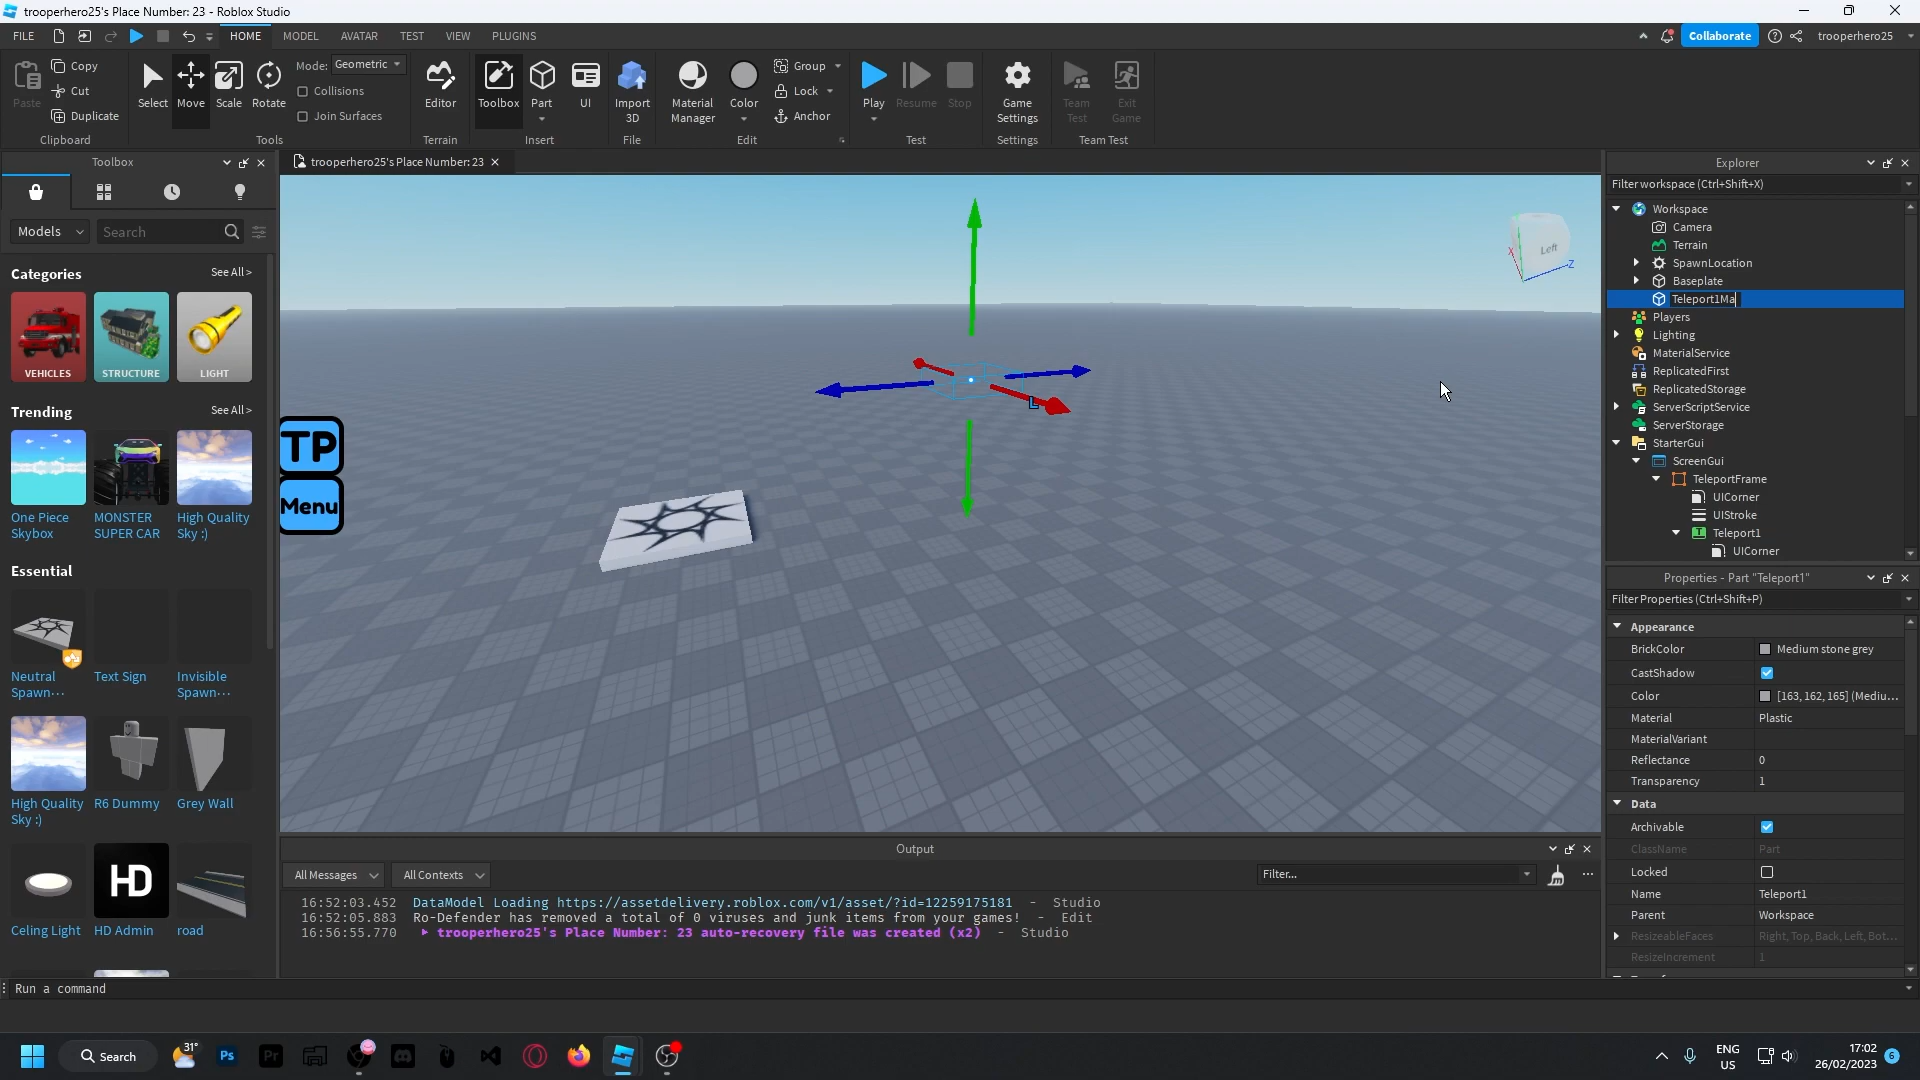 trooperhero25's Place Number: 23 - Roblox Studio
FILE HOME MODEL AVATAR TEST VIEW PLUGINS Collaborate trooperhero25
Paste Copy Cut Duplicate Clipboard
Select Move Scale Rotate Mode: Geometric Collisions Join Surfaces Tools
Editor Terrain
Toolbox Part UI Insert
Import 3D File
Material Manager Color Group Lock Anchor Edit
Play Resume Stop Test
Game Settings Settings
Team Test Exit Game Team Test
Toolbox
Models Search
Categories See All >
VEHICLES STRUCTURE LIGHT
Trending See All >
One Piece Skybox
MONSTER SUPER CAR
High Quality Sky :)
Essential
Neutral Spawn...
Text Sign
Invisible Spawn...
High Quality Sky :)
R6 Dummy
Grey Wall
HD
Celing Light
HD Admin
road
trooperhero25's Place Number: 23
TP
Menu
Left
X
Z
L
Output
All Messages All Contexts Filter...
16:52:03.452 DataModel Loading https://assetdelivery.roblox.com/v1/asset/?id=12259175181 - Studio
16:52:05.883 Ro-Defender has removed a total of 0 viruses and junk items from your games! - Edit
16:56:55.770 trooperhero25's Place Number: 23 auto-recovery file was created (x2) - Studio
Explorer
Filter workspace (Ctrl+Shift+X)
Workspace
Camera
Terrain
SpawnLocation
Baseplate
Teleport1Ma
Players
Lighting
MaterialService
ReplicatedFirst
ReplicatedStorage
ServerScriptService
ServerStorage
StarterGui
ScreenGui
TeleportFrame
UICorner
UIStroke
Teleport1
UICorner
Properties - Part "Teleport1"
Filter Properties (Ctrl+Shift+P)
Appearance
BrickColor Medium stone grey
CastShadow
Color [163, 162, 165] (Mediu...
Material Plastic
MaterialVariant
Reflectance 0
Transparency 1
Data
Archivable
ClassName Part
Locked
Name Teleport1
Parent Workspace
ResizeableFaces Right, Top, Back, Left, Bot...
ResizeIncrement 1
Run a command
Search
31°
Ps
Pr
ENG
US
17:02
26/02/2023
6